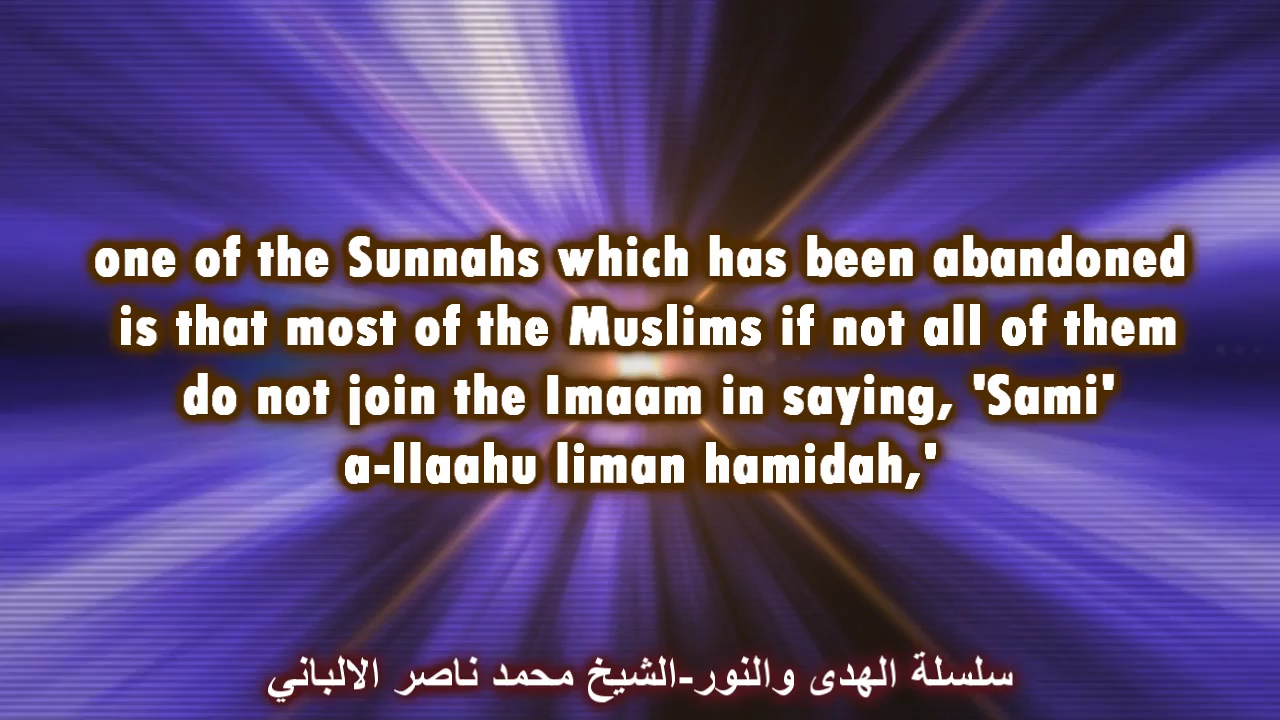 one of the Sunnahs which has been abandoned
is that most of the Muslims if not all of them
do not join the Imaam in saying, 'Sami'
a-llaahu liman hamidah,'
سلسلة الهدى والنور-الشيخ محمد ناصر الالباني